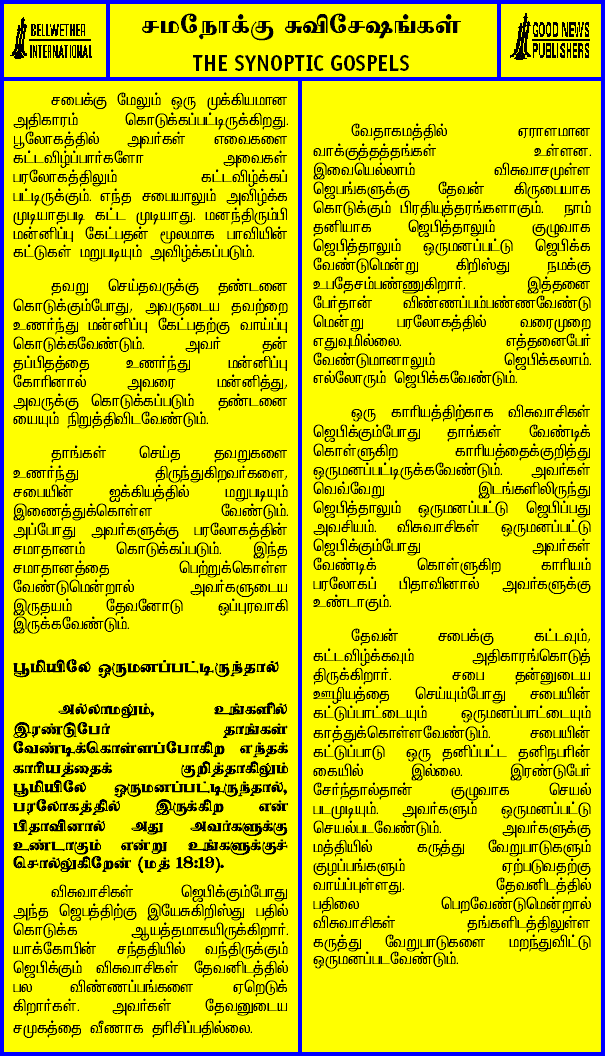 BELLWETHER
INTERNATIONAL
சமநோக்கு சுவிசேஷங்கள்
THE SYNOPTIC GOSPELS
GOOD NEWS
PUBLISHERS
சபைக்கு மேலும் ஒரு முக்கியமான
அதிகாரம் கொடுக்கப்பட்டிருக்கிறது.
பூலோகத்தில் அவர்கள் எவைகளை
கட்டவிழ்ப்பார்களோ அவைகள்
பரலோகத்திலும் கட்டவிழ்க்கப்
பட்டிருக்கும். எந்த சபையாலும் அவிழ்க்க
முடியாதபடி கட்ட முடியாது. மனந்திரும்பி
மன்னிப்பு கேட்பதன் மூலமாக பாவியின்
கட்டுகள் மறுபடியும் அவிழ்க்கப்படும்.
தவறு செய்தவருக்கு தண்டனை
கொடுக்கும்போது, அவருடைய தவற்றை
உணர்ந்து மன்னிப்பு கேட்பதற்கு வாய்ப்பு
கொடுக்கவேண்டும். அவர் தன்
தப்பிதத்தை உணர்ந்து மன்னிப்பு
கோரினால் அவரை மன்னித்து,
அவருக்கு கொடுக்கப்படும் தண்டனை
யையும் நிறுத்திவிடவேண்டும்.
தாங்கள் செய்த தவறுகளை
உணர்ந்து திருந்துகிறவர்களை,
சபையின் ஐக்கியத்தில் மறுபடியும்
இணைத்துக்கொள்ள வேண்டும்.
அப்போது அவர்களுக்கு பரலோகத்தின்
சமாதானம் கொடுக்கப்படும். இந்த
சமாதானத்தை பெற்றுக்கொள்ள
வேண்டுமென்றால் அவர்களுடைய
இருதயம் தேவனோடு ஒப்புரவாகி
இருக்கவேண்டும்.
பூமியிலே ஒருமனப்பட்டிருந்தால்
அல்லாமலும், உங்களில்
இரண்டுபேர் தாங்கள்
வேண்டிக்கொள்ளப்போகிற எந்தக்
காரியத்தைக் குறித்தாகிலும்
பூமியிலே ஒருமனப்பட்டிருந்தால்,
பரலோகத்தில் இருக்கிற என்
பிதாவினால் அது அவர்களுக்கு
உண்டாகும் என்று உங்களுக்குச்
சொல்லுகிறேன் (மத் 18:19).
விசுவாசிகள் ஜெபிக்கும்போது
அந்த ஜெபத்திற்கு இயேசுகிறிஸ்து பதில்
கொடுக்க ஆயத்தமாகயிருக்கிறார்.
யாக்கோபின் சந்ததியில் வந்திருக்கும்
ஜெபிக்கும் விசுவாசிகள் தேவனிடத்தில்
பல விண்ணப்பங்களை ஏறெடுக்
கிறார்கள். அவர்கள் தேவனுடைய
சமுகத்தை வீணாக தரிசிப்பதில்லை.
வேதாகமத்தில் ஏராளமான
வாக்குத்தத்தங்கள் உள்ளன.
இவையெல்லாம் விசுவாசமுள்ள
ஜெபங்களுக்கு தேவன் கிருபையாக
கொடுக்கும் பிரதியுத்தரங்களாகும். நாம்
தனியாக ஜெபித்தாலும் குழுவாக
ஜெபித்தாலும் ஒருமனப்பட்டு ஜெபிக்க
வேண்டுமென்று கிறிஸ்து நமக்கு
உபதேசம்பண்ணுகிறார். இத்தனை
பேர்தான் விண்ணப்பம்பண்ணவேண்டு
மென்று பரலோகத்தில் வரைமுறை
எதுவுமில்லை. எத்தனைபேர்
வேண்டுமானாலும் ஜெபிக்கலாம்.
எல்லோரும் ஜெபிக்கவேண்டும்.
ஒரு காரியத்திற்காக விசுவாசிகள்
ஜெபிக்கும்போது தாங்கள் வேண்டிக்
கொள்ளுகிற காரியத்தைக்குறித்து
ஒருமனப்பட்டிருக்கவேண்டும். அவர்கள்
வெவ்வேறு இடங்களிலிருந்து
ஜெபித்தாலும் ஒருமனப்பட்டு ஜெபிப்பது
அவசியம். விசுவாசிகள் ஒருமனப்பட்டு
ஜெபிக்கும்போது அவர்கள்
வேண்டிக் கொள்ளுகிற காரியம்
பரலோகப் பிதாவினால் அவர்களுக்கு
உண்டாகும்.
தேவன் சபைக்கு கட்டவும்,
கட்டவிழ்க்கவும் அதிகாரங்கொடுத்
திருக்கிறார். சபை தன்னுடைய
ஊழியத்தை செய்யும்போது சபையின்
கட்டுப்பாட்டையும் ஒருமனப்பாட்டையும்
காத்துக்கொள்ளவேண்டும். சபையின்
கட்டுப்பாடு ஒரு தனிப்பட்ட தனிநபரின்
கையில் இல்லை. இரண்டுபேர்
சேர்ந்தால்தான் குழுவாக செயல்
படமுடியும். அவர்களும் ஒருமனப்பட்டு
செயல்படவேண்டும். அவர்களுக்கு
மத்தியில் கருத்து வேறுபாடுகளும்
குழப்பங்களும் ஏற்படுவதற்கு
வாய்ப்புள்ளது. தேவனிடத்தில்
பதிலை பெறவேண்டுமென்றால்
விசுவாசிகள் தங்களிடத்திலுள்ள
கருத்து வேறுபாடுகளை மறந்துவிட்டு
ஒருமனப்படவேண்டும்.